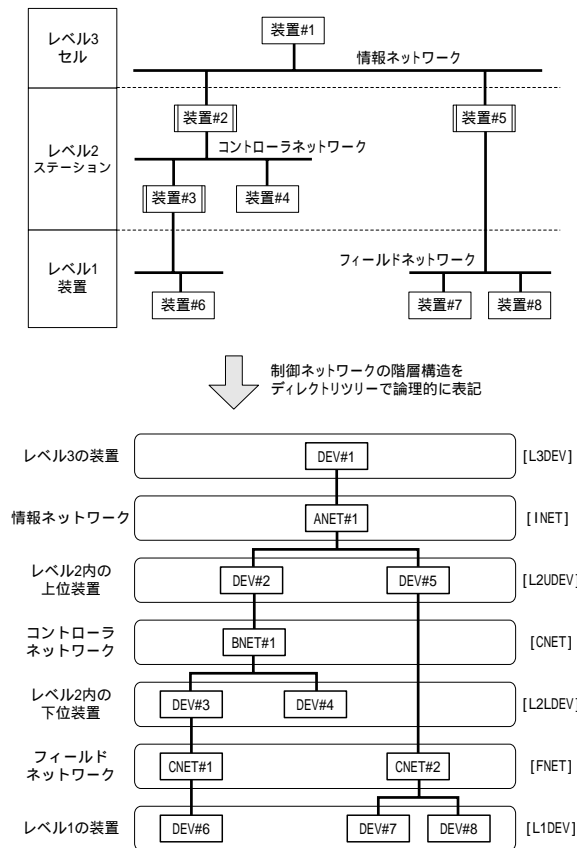 レベル3
セル
装置#1
情報ネットワーク
装置#2
装置#5
レベル2
ステーション
コントローラネットワーク
装置#3
装置#4
レベル1
装置
フィールドネットワーク
装置#6
装置#7
装置#8
制御ネットワークの階層構造を
ディレクトリツリーで論理的に表記
レベル3の装置
DEV#1
[L3DEV]
情報ネットワーク
ANET#1
[INET]
レベル2内の
上位装置
DEV#2
DEV#5
[L2UDEV]
コントローラ
ネットワーク
BNET#1
[CNET]
レベル2内の
下位装置
DEV#3
DEV#4
[L2LDEV]
フィールド
ネットワーク
CNET#1
CNET#2
[FNET]
レベル1の装置
DEV#6
DEV#7
DEV#8
[L1DEV]